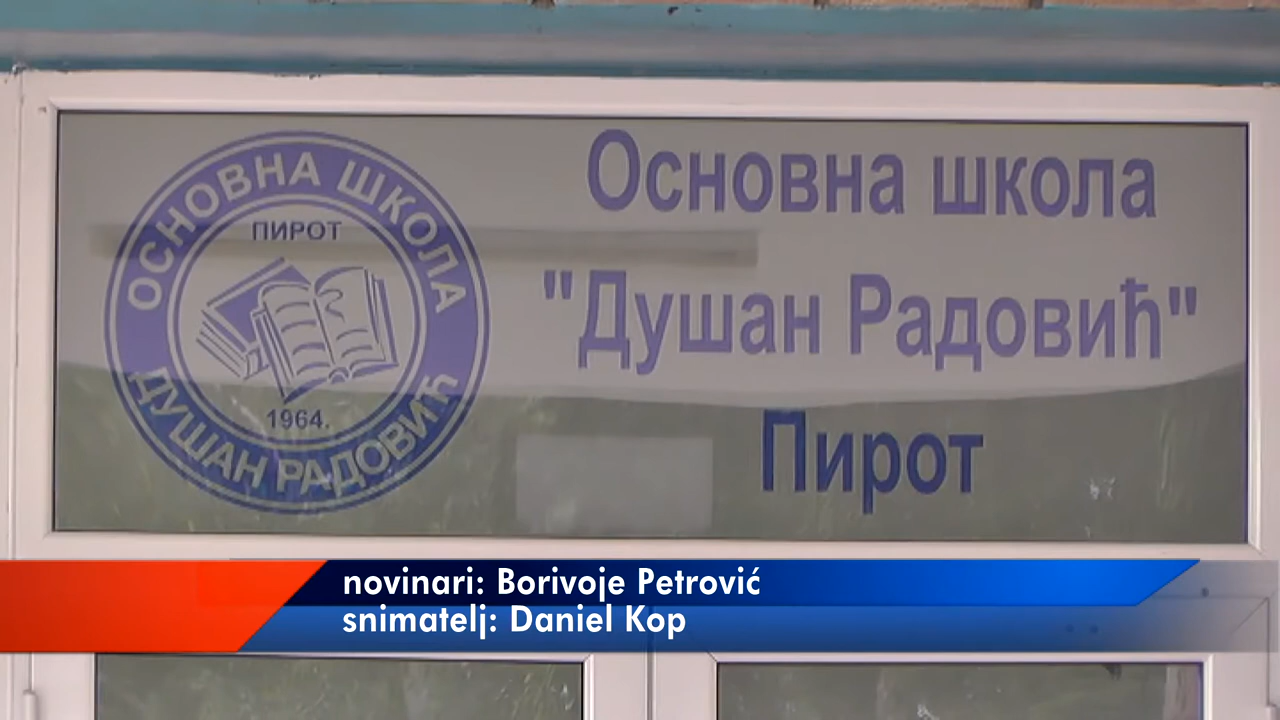 ОСНОВНА ШКОЛА
ПИРОТ
1964.
ДУШАН РАДОВИЋ
Основна школа
"Душан Радовић"
Пирот
novinari: Borivoje Petrović
snimatelj: Daniel Kop